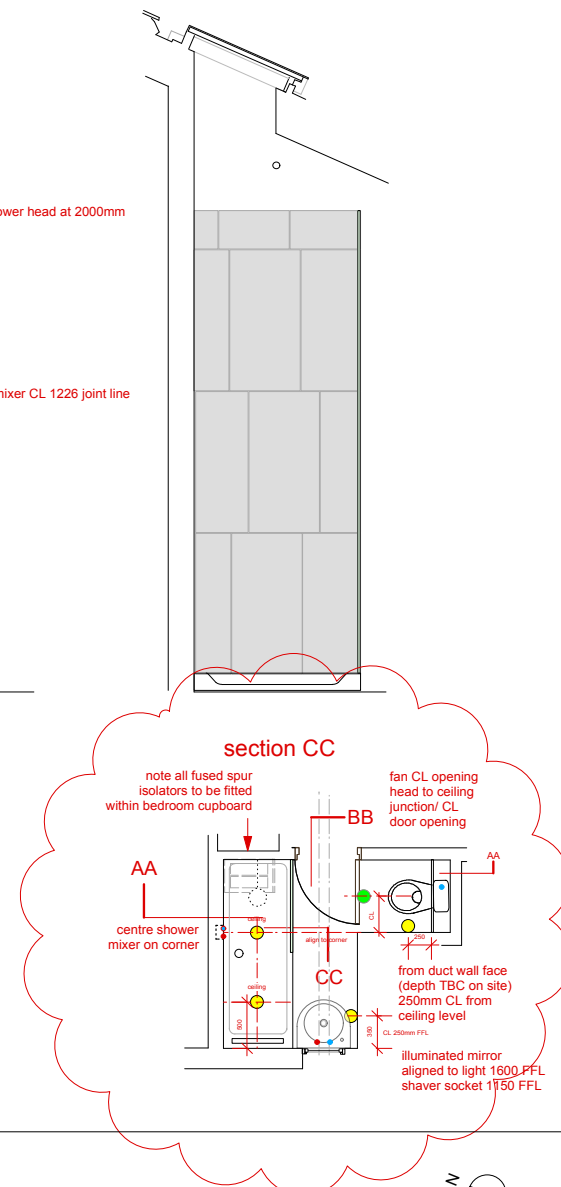 ower head at 2000mm
mixer CL 1226 joint line
section CC
note all fused spur
isolators to be fitted
within bedroom cupboard
fan CL opening
head to ceiling
junction/ CL
door opening
BB
AA
AA
centre shower
mixer on corner
ceiling
align to corner
CL
250
CC
from duct wall face
(depth TBC on site)
250mm CL from
ceiling level
ceiling
600
350
CL 250mm FFL
illuminated mirror
aligned to light 1600 FFL
shaver socket 1150 FFL
N